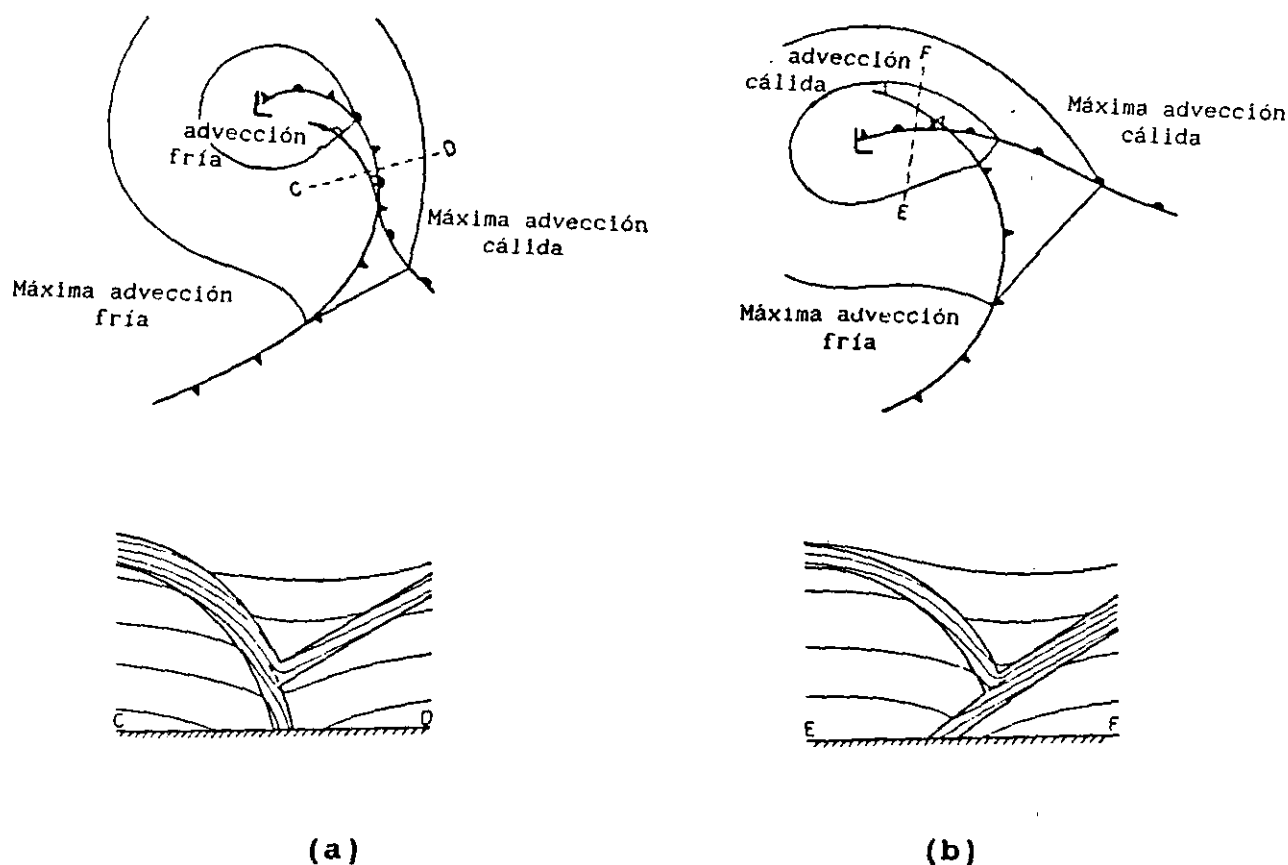 advección
fría
L
C
D
Máxima advección
cálida
Máxima advección
fría
advección
cálida
F
L
E
Máxima advección
cálida
Máxima advección
fría
C
D
E
F
(a)
(b)